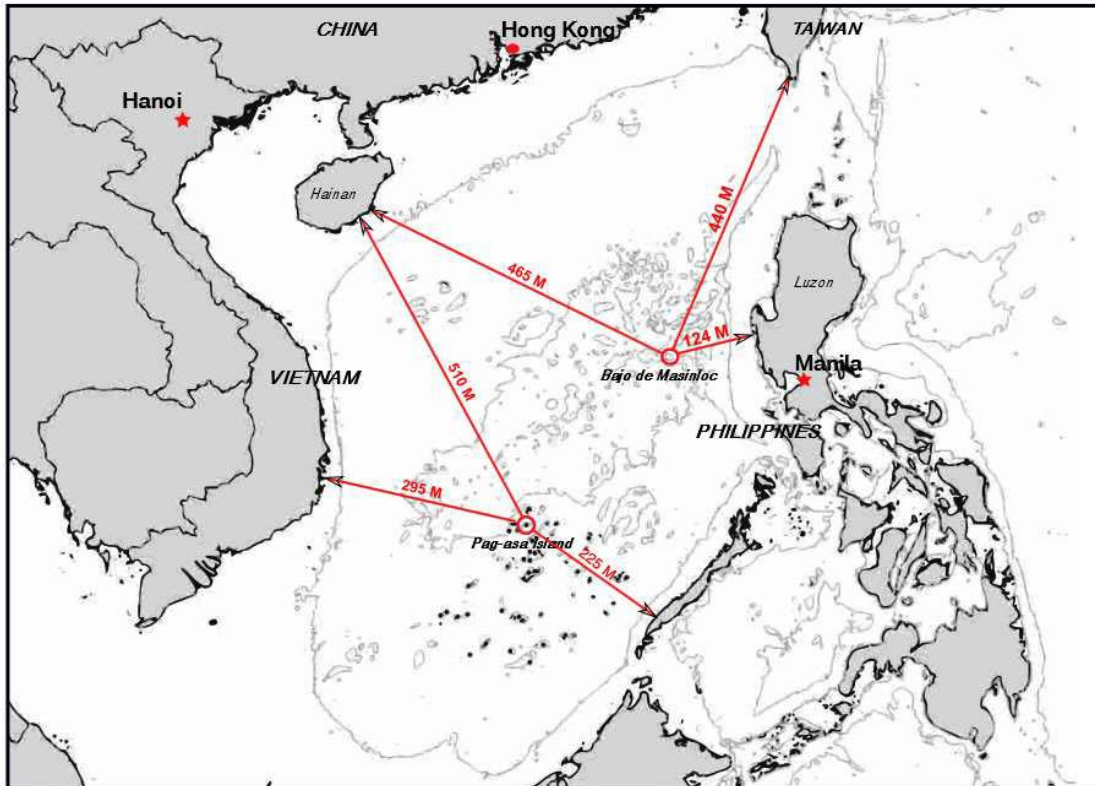 CHINA
Hong Kong
TAIWAN
Hanoi
Hainan
440 M
465 M
Luzon
124 M
Bajo de Masinloc
Manila
VIETNAM
510 M
PHILIPPINES
295 M
Pag-asa Island
225 M